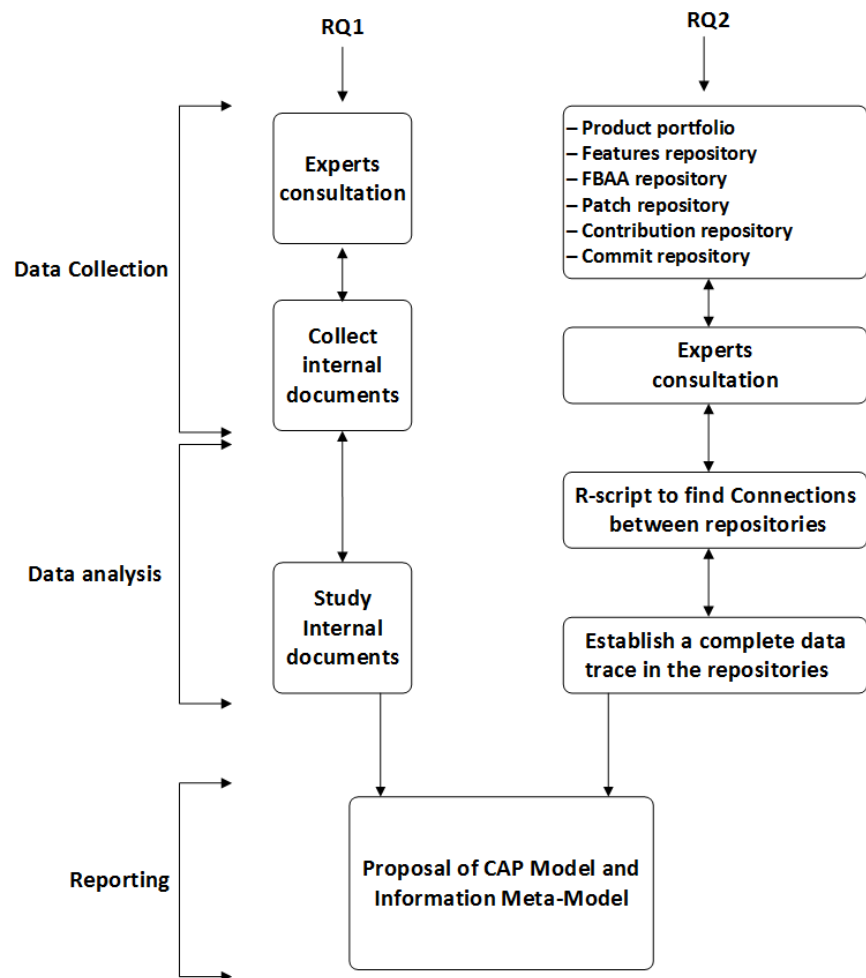 RQ1
RQ2
Data Collection
Experts
consultation
Collect
internal
documents
– Product portfolio
– Features repository
– FBAA repository
– Patch repository
– Contribution repository
– Commit repository
Experts
consultation
Data analysis
Study
Internal
documents
R-script to find Connections
between repositories
Establish a complete data
trace in the repositories
Reporting
Proposal of CAP Model and
Information Meta-Model